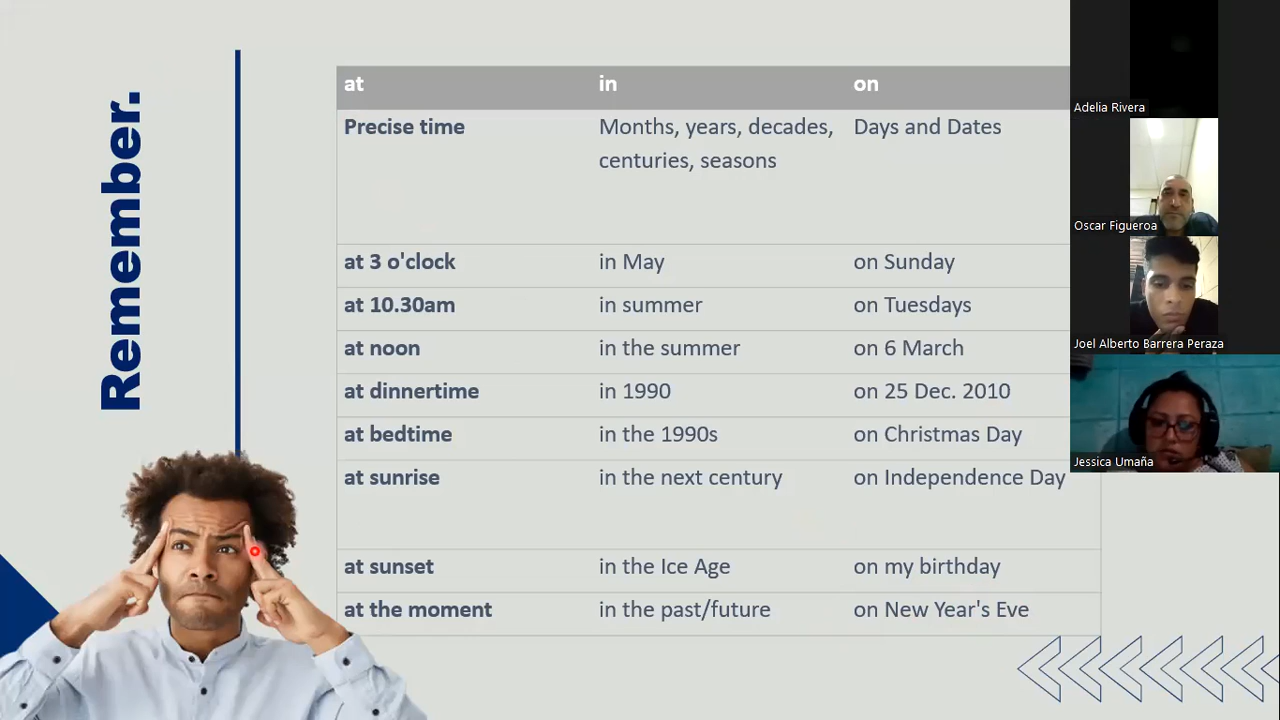 Remember.
at in on
Precise time Months, years, decades, Days and Dates
centuries, seasons
at 3 o'clock in May on Sunday
at 10.30am in summer on Tuesdays
at noon in the summer on 6 March
at dinnertime in 1990 on 25 Dec. 2010
at bedtime in the 1990s on Christmas Day
at sunrise in the next century on Independence Day
at sunset in the Ice Age on my birthday
at the moment in the past/future on New Year's Eve
Adelia Rivera
Oscar Figueroa
Joel Alberto Barrera Peraza
Jessica Umaña